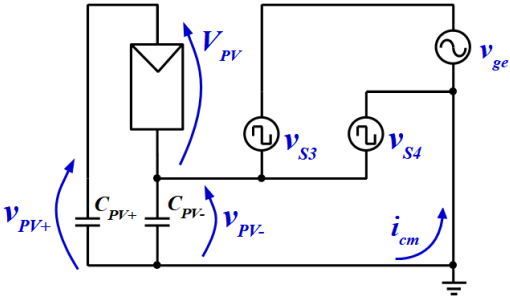 V_PV
v_ge
v_S3
v_S4
v_PV+
C_PV+
C_PV-
v_PV-
i_cm